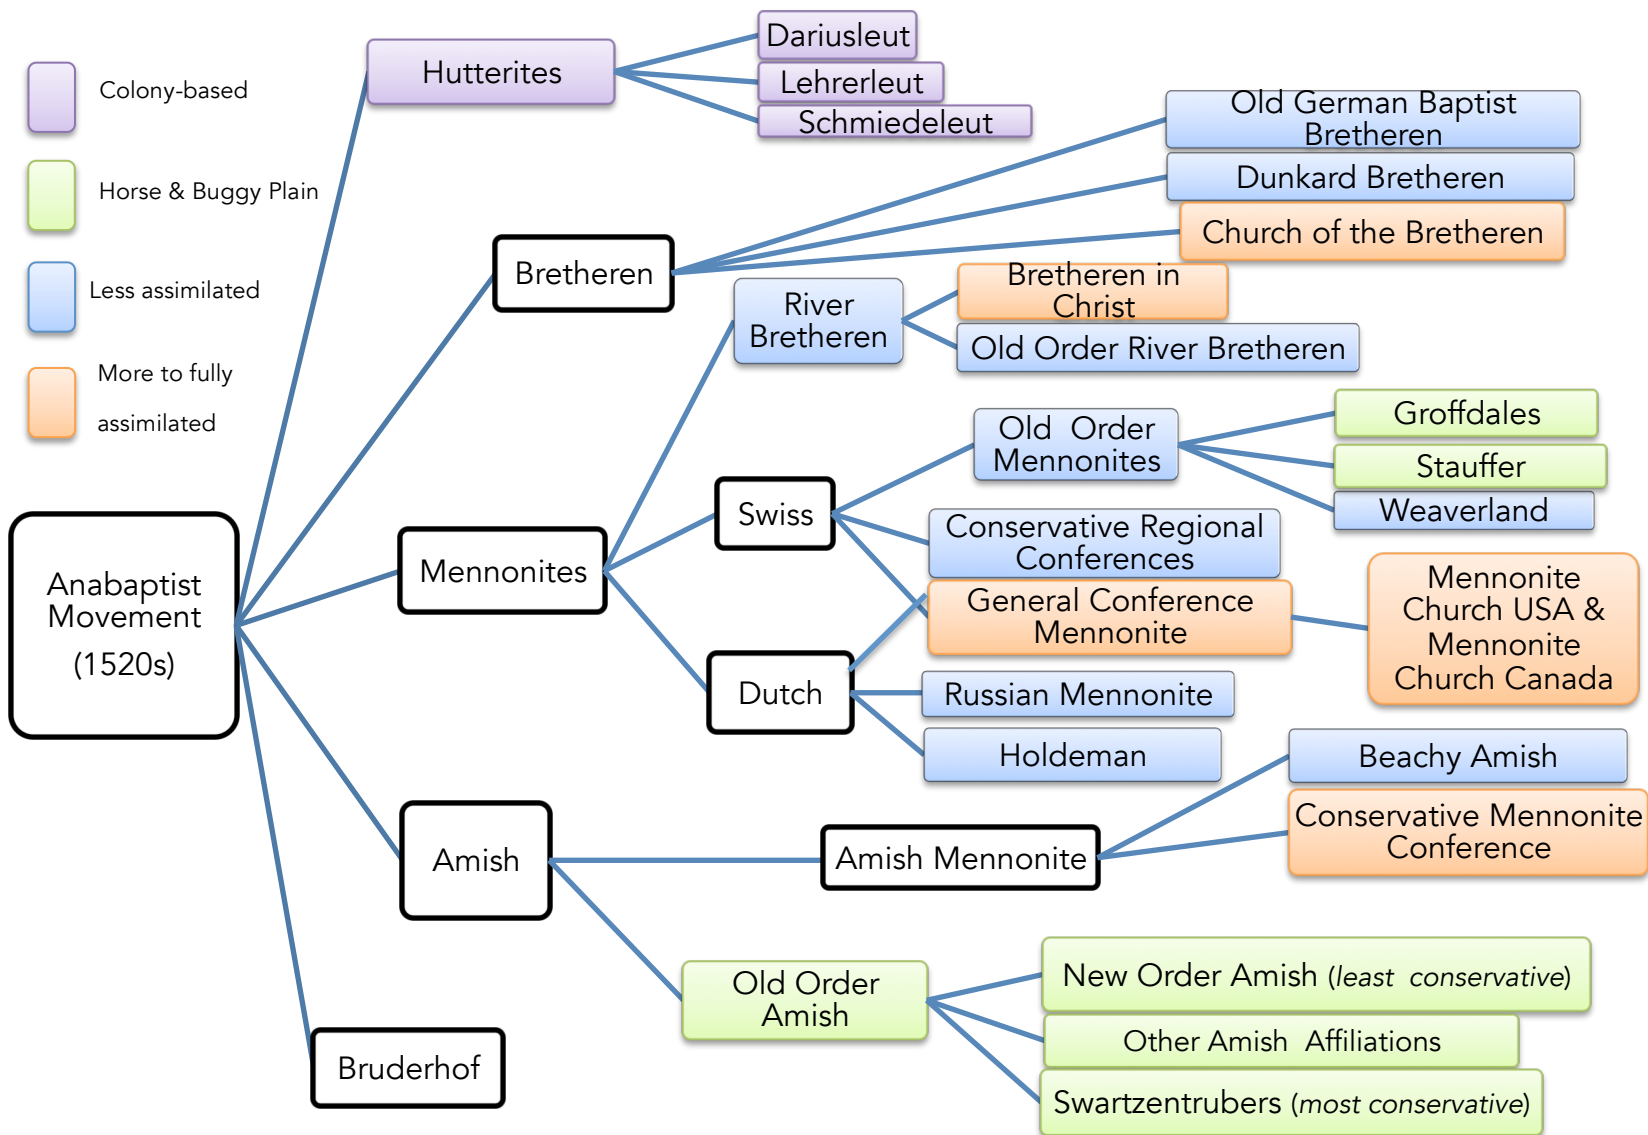 Colony-based
Horse & Buggy Plain
Less assimilated
More to fully
assimilated
Anabaptist
Movement
(1520s)
Hutterites
Dariusleut
Lehrerleut
Schmiedeleut
Bretheren
Old German Baptist
Bretheren
Dunkard Bretheren
Church of the Bretheren
Mennonites
River
Bretheren
Bretheren in
Christ
Old Order River Bretheren
Swiss
Old Order
Mennonites
Groffdales
Stauffer
Weaverland
Conservative Regional
Conferences
General Conference
Mennonite
Mennonite
Church USA &
Mennonite
Church Canada
Dutch
Russian Mennonite
Holdeman
Amish
Amish Mennonite
Beachy Amish
Conservative Mennonite
Conference
Old Order
Amish
New Order Amish (least conservative)
Other Amish Affiliations
Swartzentrubers (most conservative)
Bruderhof